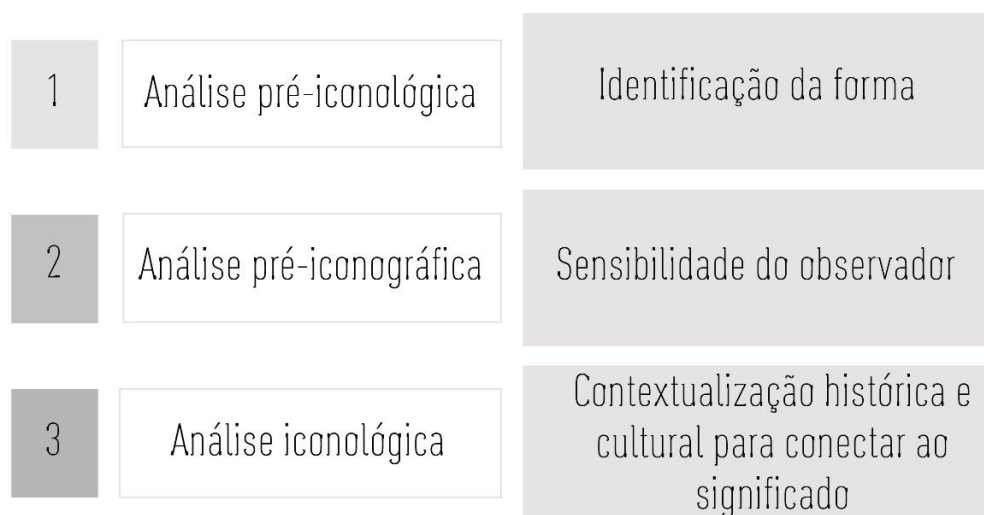 1 Análise pré-iconológica Identificação da forma
2 Análise pré-iconográfica Sensibilidade do observador
3 Análise iconológica Contextualização histórica e
cultural para conectar ao
significado